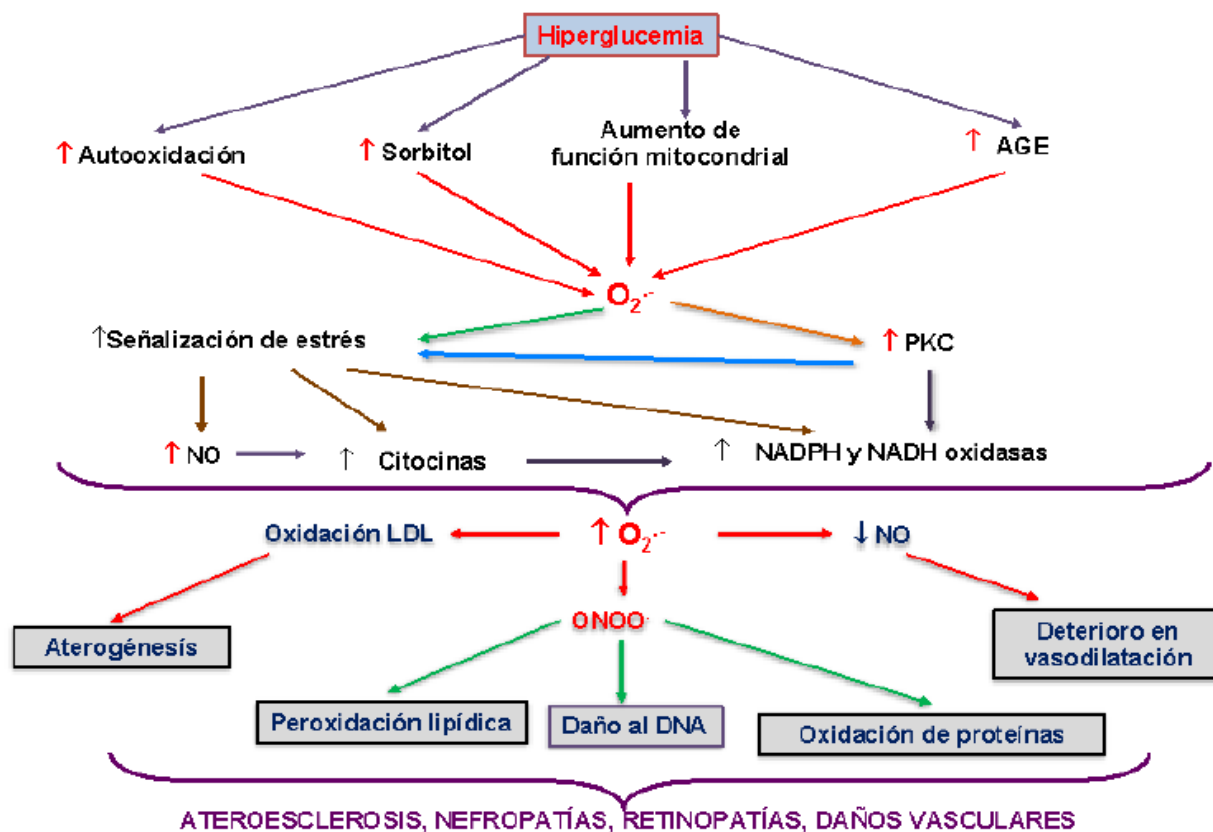 Hiperglucemia
↑ Autooxidación
↑ Sorbitol
Aumento de
función mitocondrial
↑ AGE
O₂·-
↑Señalización de estrés
↑ PKC
↑ NO
↑ Citocinas
↑ NADPH y NADH oxidasas
Oxidación LDL
↑ O₂·-
↓ NO
Aterogénesís
ONOO·
Deterioro en
vasodilatación
Peroxidación lipídica
Daño al DNA
Oxidación de proteínas
ATEROESCLEROSIS, NEFROPATÍAS, RETINOPATÍAS, DAÑOS VASCULARES